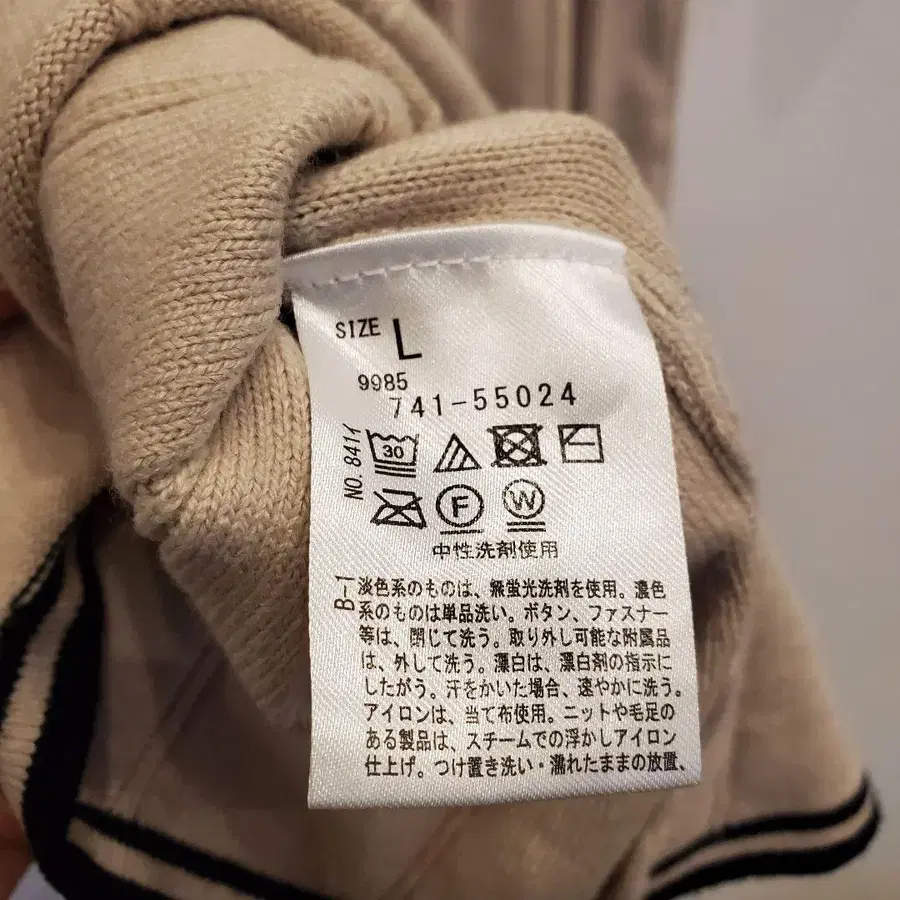 SIZE L
9985
741-55024
NO. 841イ
30
F W
中性洗剤使用
B-1
淡色系のものは、無蛍光洗剤を使用。濃色
系のものは単品洗い。ボタン、ファスナー
等は、閉じて洗う。取り外し可能な附属品
は、外して洗う。漂白は、漂白剤の指示に
したがう。汗をかいた場合、速やかに洗う。
アイロンは、当て布使用。ニットや毛足の
ある製品は、スチームでの浮かしアイロン
仕上げ。つけ置き洗い・濡れたままの放置、